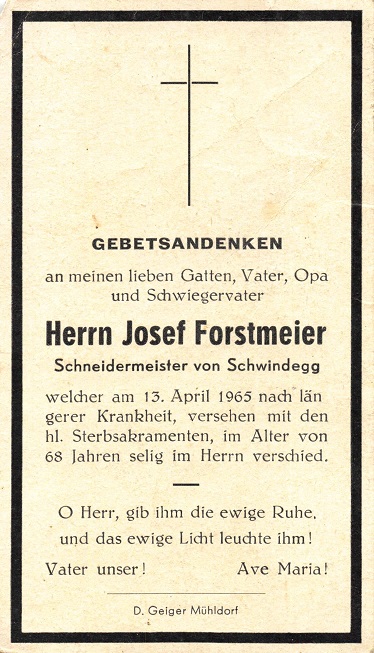 GEBETSANDENKEN
an meinen lieben Gatten, Vater, Opa
und Schwiegervater
Herrn Josef Forstmeier
Schneidermeister von Schwindegg
welcher am 13. April 1965 nach län
gerer Krankheit, versehen mit den
hl. Sterbsakramenten, im Alter von
68 Jahren selig im Herrn verschied.
O Herr, gib ihm die ewige Ruhe,
und das ewige Licht leuchte ihm!
Vater unser! Ave Maria!
D. Geiger Mühldorf